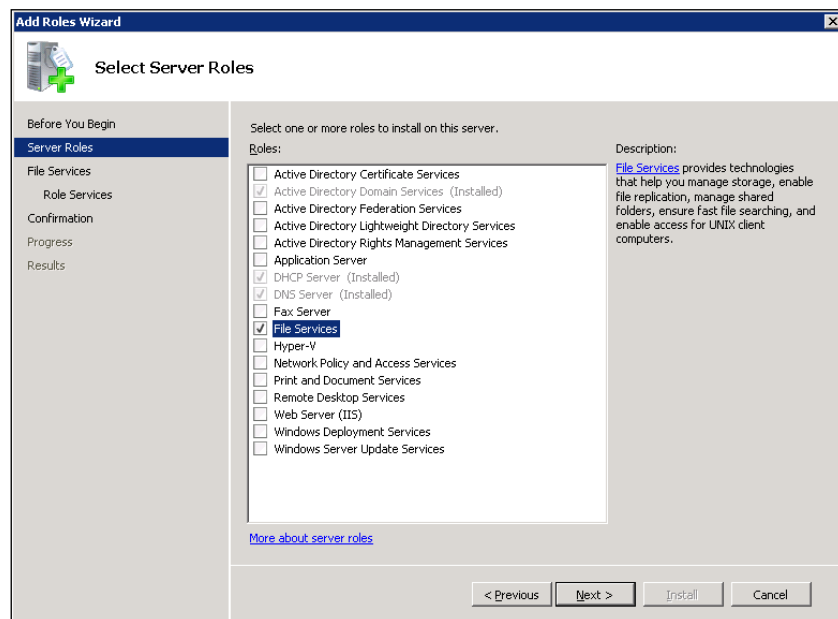 Add Roles Wizard
Select Server Roles
Before You Begin
Server Roles
File Services
Role Services
Confirmation
Progress
Results
Select one or more roles to install on this server.
Roles:
Active Directory Certificate Services
Active Directory Domain Services (Installed)
Active Directory Federation Services
Active Directory Lightweight Directory Services
Active Directory Rights Management Services
Application Server
DHCP Server (Installed)
DNS Server (Installed)
Fax Server
File Services
Hyper-V
Network Policy and Access Services
Print and Document Services
Remote Desktop Services
Web Server (IIS)
Windows Deployment Services
Windows Server Update Services
More about server roles
Description:
File Services provides technologies
that help you manage storage, enable
file replication, manage shared
folders, ensure fast file searching, and
enable access for UNIX client
computers.
< Previous
Next >
Install
Cancel